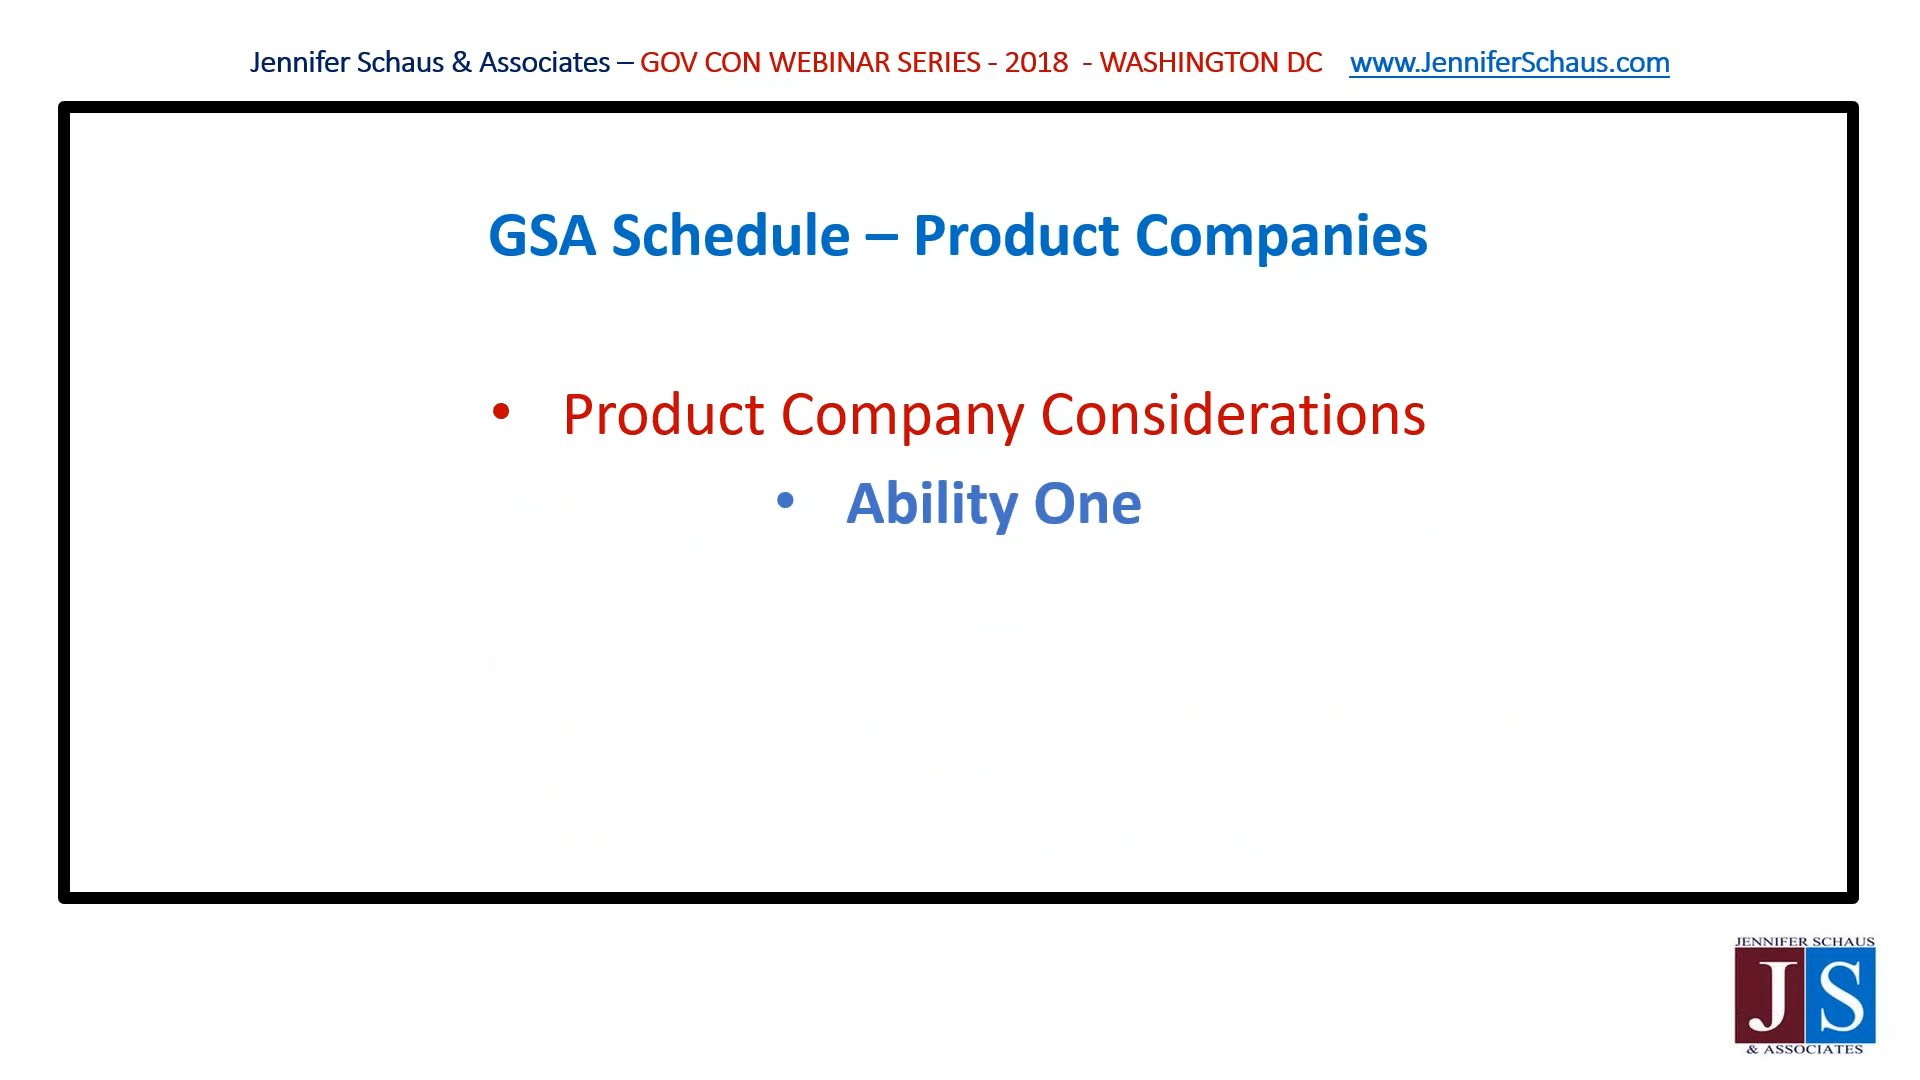 Jennifer Schaus & Associates – GOV CON WEBINAR SERIES - 2018 - WASHINGTON DC www.JenniferSchaus.com
GSA Schedule – Product Companies
• Product Company Considerations
• Ability One
JENNIFER SCHAUS
JS
& ASSOCIATES